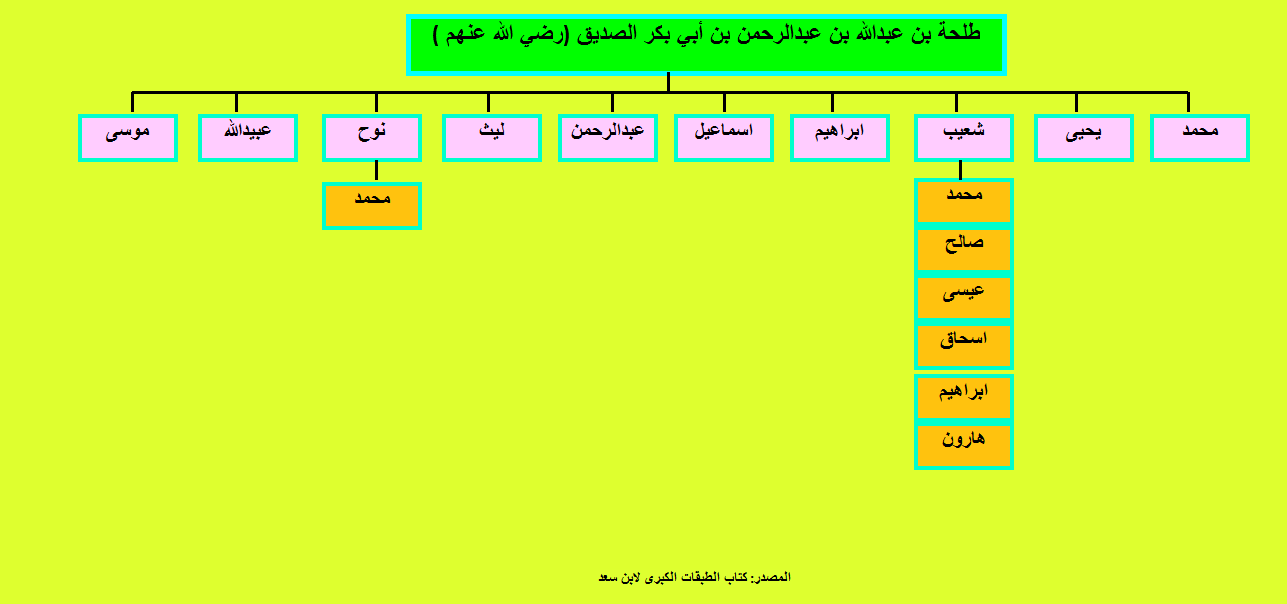 طلحة بن عبدالله بن عبدالرحمن بن أبي بكر الصديق (رضي الله عنهم )
محمد
يحيى
شعيب
ابراهيم
اسماعيل
عبدالرحمن
ليث
نوح
عبيدالله
موسى
محمد
صالح
عيسى
اسحاق
ابراهيم
هارون
محمد
المصدر: كتاب الطبقات الكبرى لابن سعد